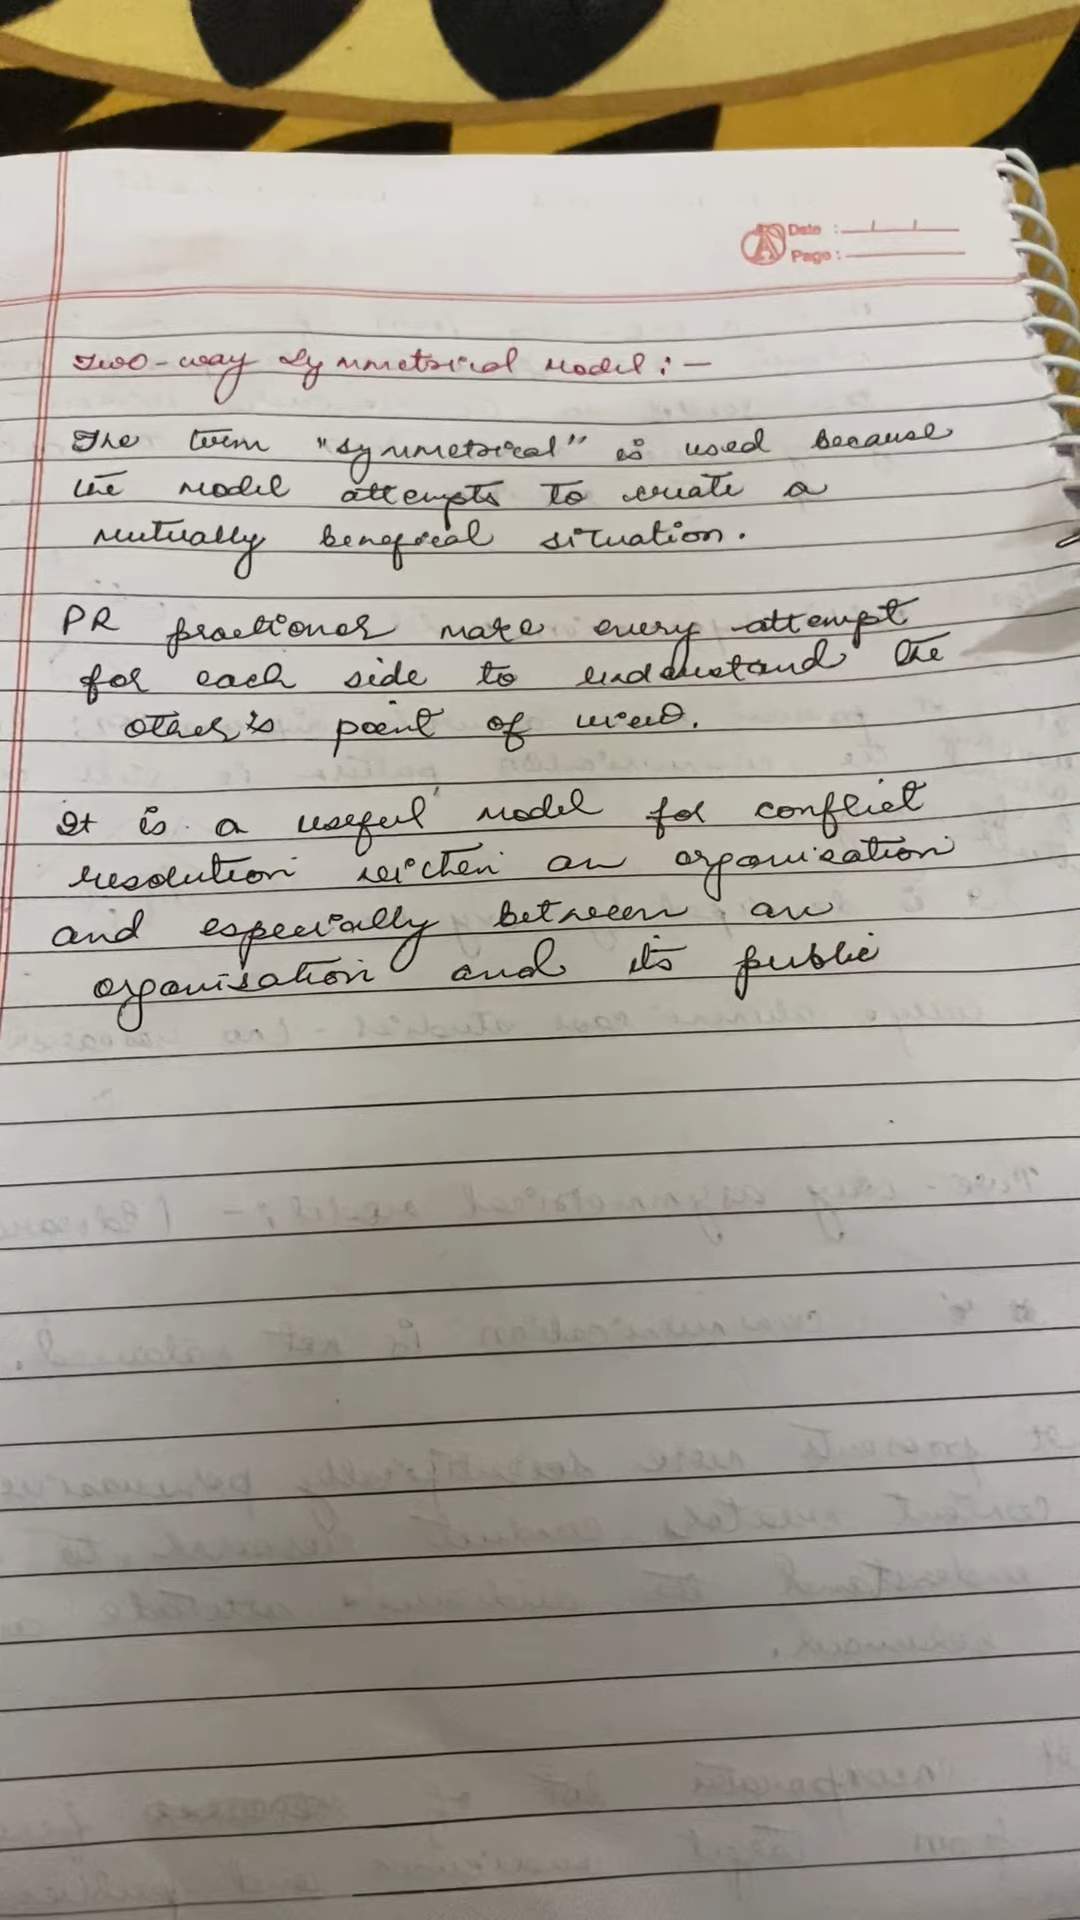 Date :
Page :
Two-way Symmetrical Model :-
The term "symmetrical" is used because
the model attempts to create a
mutually beneficial situation.
PR practionor make every attempt
for each side to understand the
other's point of view.
It is a useful model for conflict
resolution within an organisation
and especially between an
organisation and its public